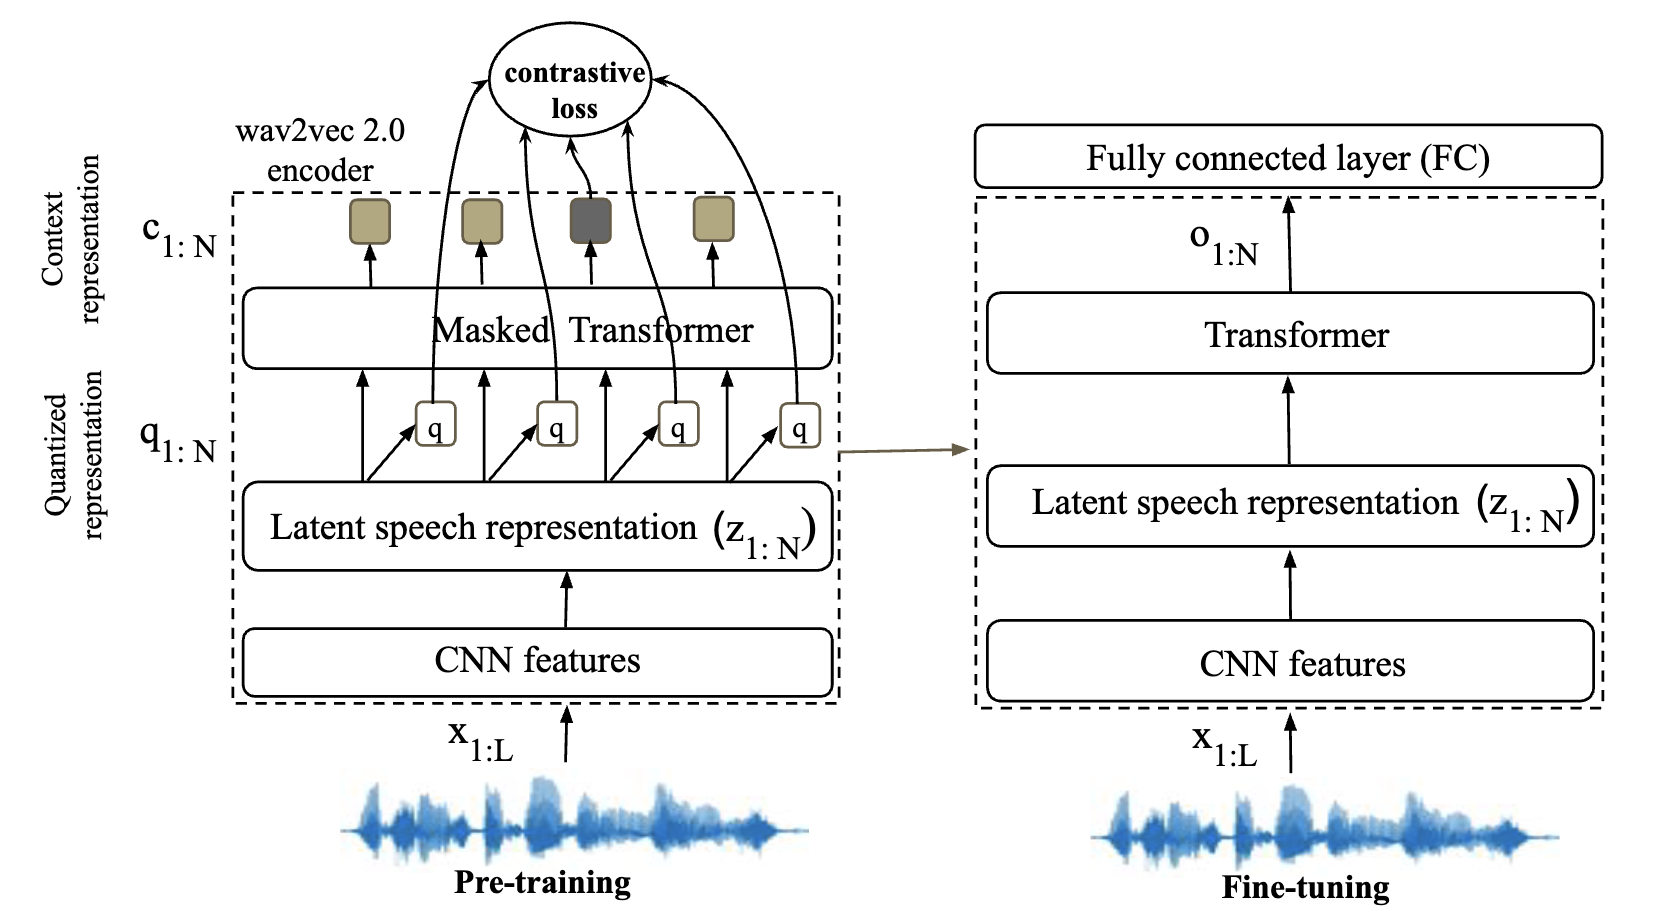 contrastive
loss
wav2vec 2.0
encoder
Context
representation
c1: N
Masked Transformer
Quantized
representation
q1: N
q
q
q
q
Latent speech representation (z1: N)
CNN features
x1:L
Pre-training
Fully connected layer (FC)
o1:N
Transformer
Latent speech representation (z1: N)
CNN features
x1:L
Fine-tuning